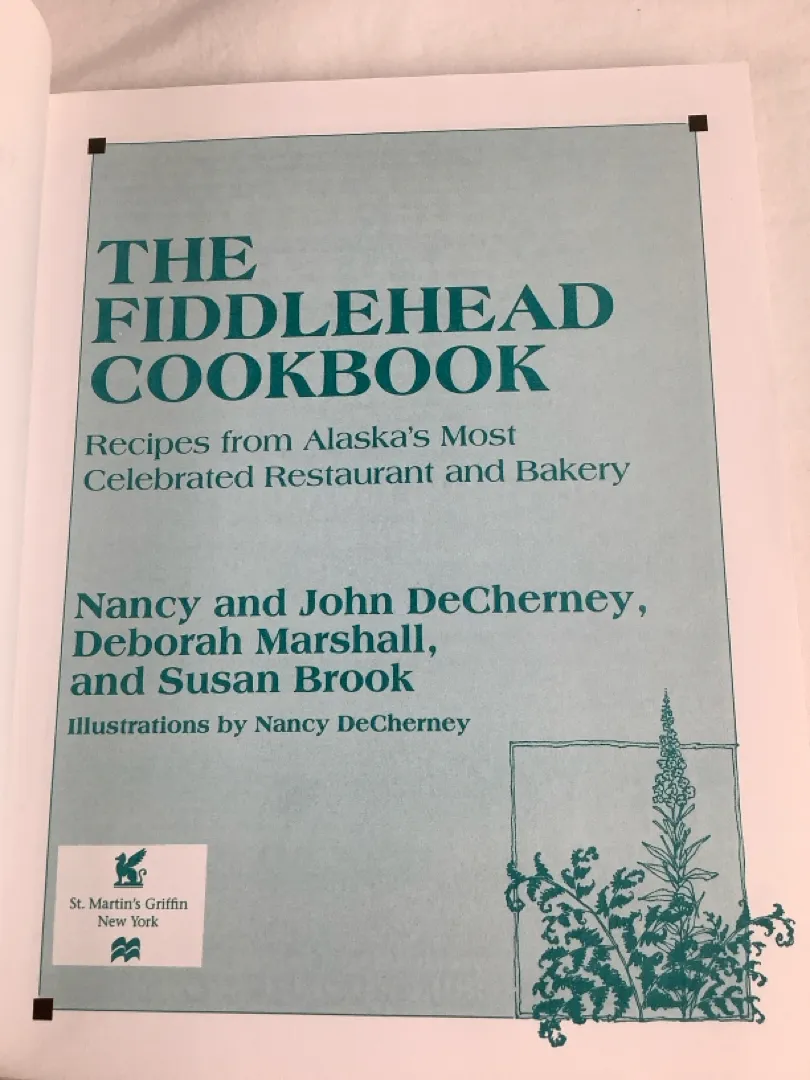 THE
FIDDLEHEAD
COOKBOOK
Recipes from Alaska's Most
Celebrated Restaurant and Bakery
Nancy and John DeCherney,
Deborah Marshall,
and Susan Brook
Illustrations by Nancy DeCherney
St. Martin's Griffin
New York